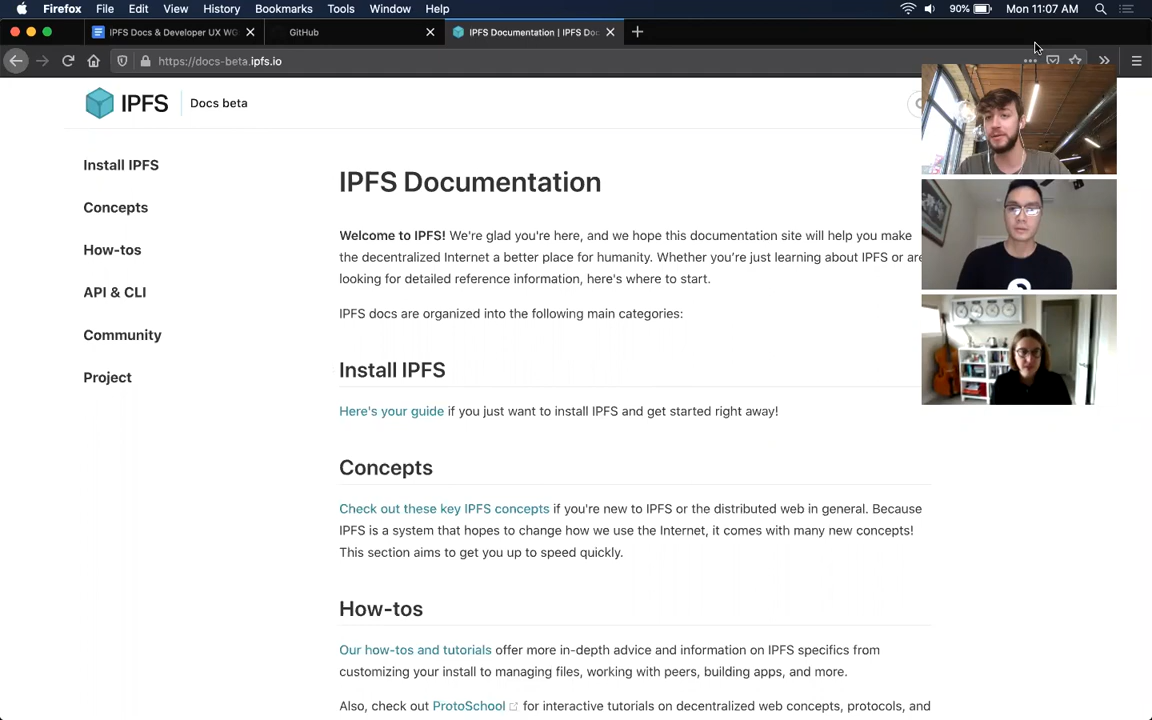 Firefox File Edit View History Bookmarks Tools Window Help 90% Mon 11:07 AM
IPFS Docs & Developer UX WG GitHub IPFS Documentation | IPFS Doc
https://docs-beta.ipfs.io
IPFS Docs beta
Install IPFS
Concepts
How-tos
API & CLI
Community
Project
IPFS Documentation
Welcome to IPFS! We're glad you're here, and we hope this documentation site will help you make
the decentralized Internet a better place for humanity. Whether you're just learning about IPFS or are
looking for detailed reference information, here's where to start.
IPFS docs are organized into the following main categories:
Install IPFS
Here's your guide if you just want to install IPFS and get started right away!
Concepts
Check out these key IPFS concepts if you're new to IPFS or the distributed web in general. Because
IPFS is a system that hopes to change how we use the Internet, it comes with many new concepts!
This section aims to get you up to speed quickly.
How-tos
Our how-tos and tutorials offer more in-depth advice and information on IPFS specifics from
customizing your install to managing files, working with peers, building apps, and more.
Also, check out ProtoSchool for interactive tutorials on decentralized web concepts, protocols, and